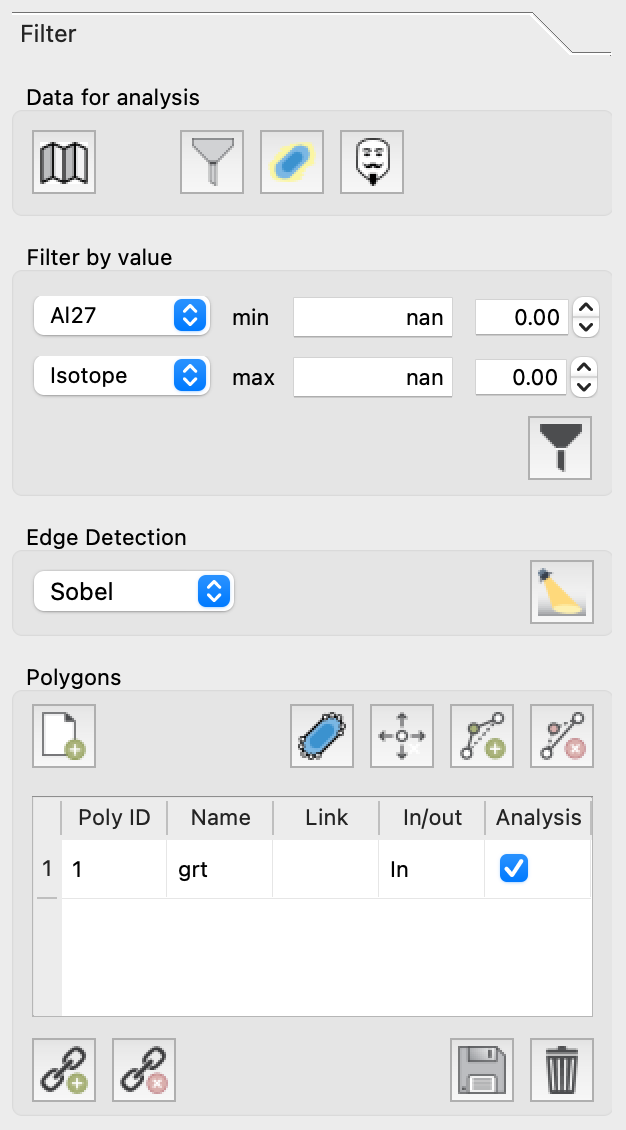 Filter
Data for analysis
Filter by value
Al27 min nan 0.00
Isotope max nan 0.00
Edge Detection
Sobel
Polygons
Poly ID Name Link In/out Analysis
1 1 grt In